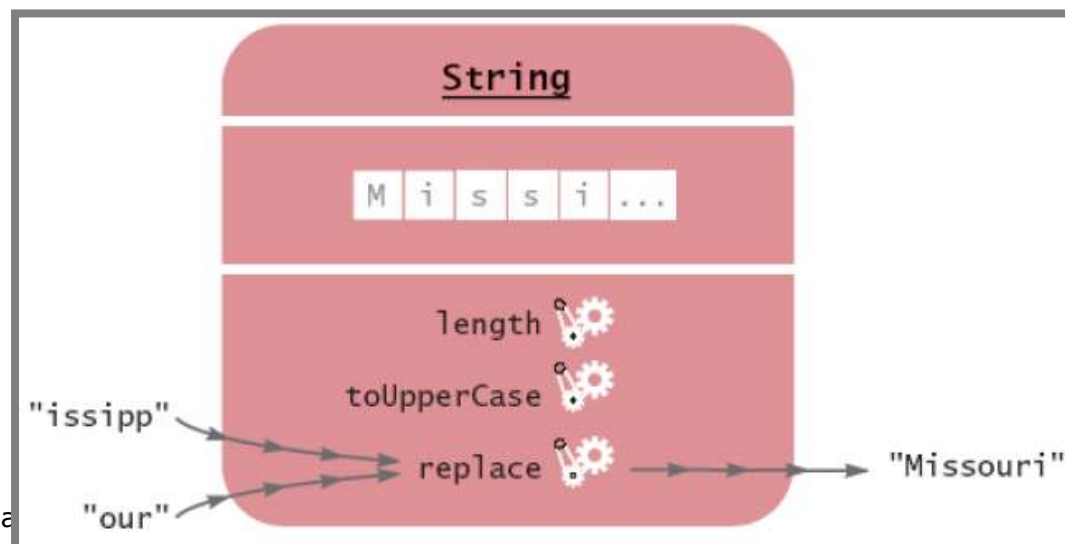 String
M i s s i ...
length
toUpperCase
"issipp"
replace
"Missouri"
"our"